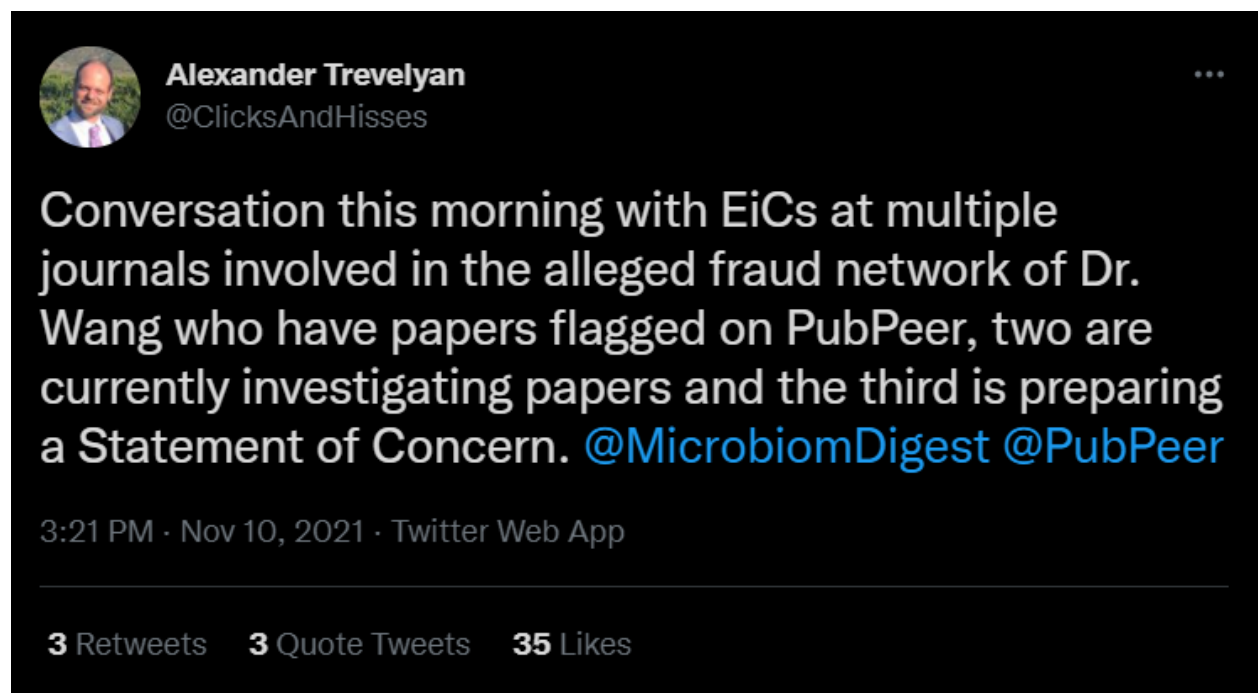 Alexander Trevelyan
@ClicksAndHisses
Conversation this morning with EiCs at multiple
journals involved in the alleged fraud network of Dr.
Wang who have papers flagged on PubPeer, two are
currently investigating papers and the third is preparing
a Statement of Concern. @MicrobiomDigest @PubPeer
3:21 PM · Nov 10, 2021 · Twitter Web App
3 Retweets 3 Quote Tweets 35 Likes